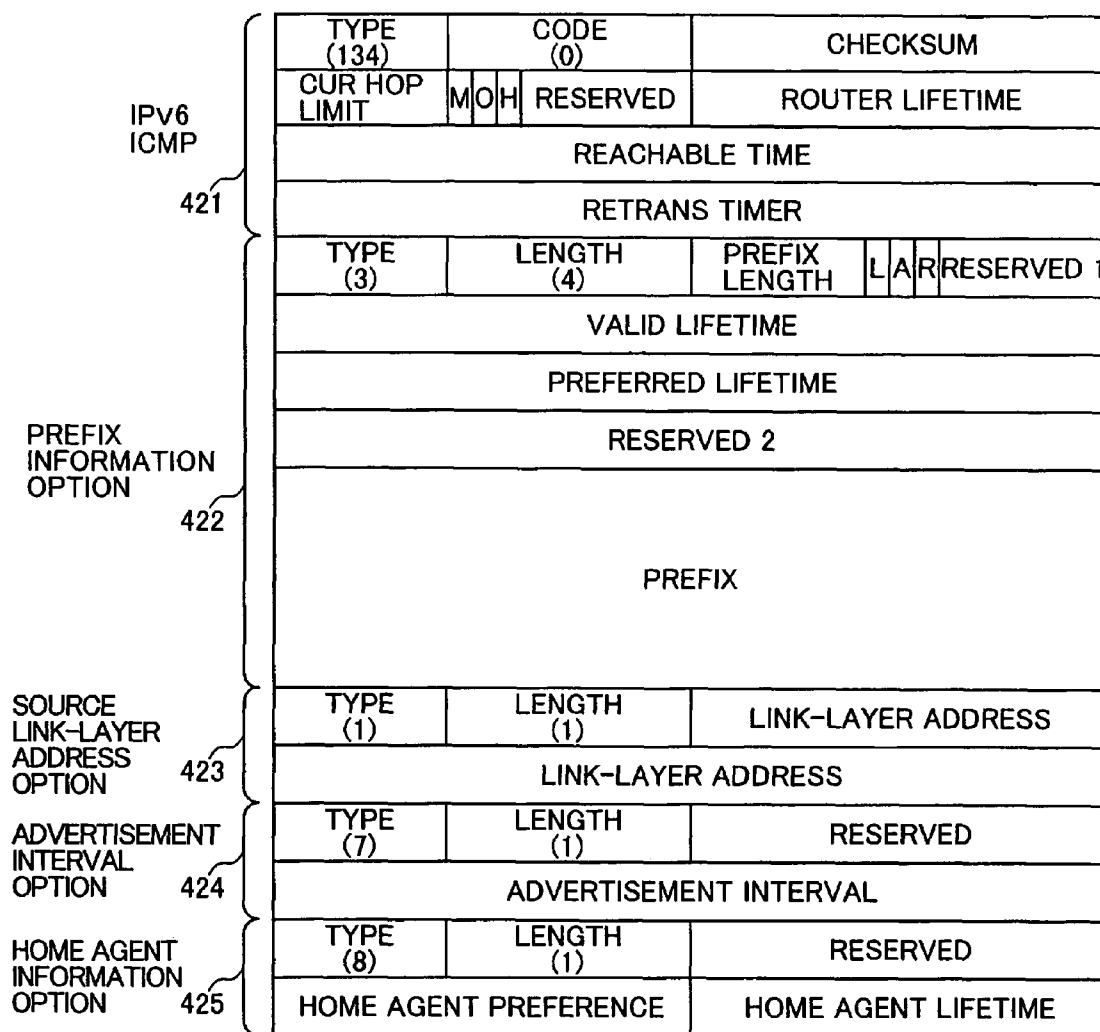 TYPE
(134)
CODE
(0)
CHECKSUM
CUR HOP
LIMIT
M
O
H
RESERVED
ROUTER LIFETIME
REACHABLE TIME
RETRANS TIMER
IPv6
ICMP
421
TYPE
(3)
LENGTH
(4)
PREFIX
LENGTH
L
A
R
RESERVED 1
VALID LIFETIME
PREFERRED LIFETIME
RESERVED 2
PREFIX
PREFIX
INFORMATION
OPTION
422
TYPE
(1)
LENGTH
(1)
LINK-LAYER ADDRESS
LINK-LAYER ADDRESS
SOURCE
LINK-LAYER
ADDRESS
OPTION
423
TYPE
(7)
LENGTH
(1)
RESERVED
ADVERTISEMENT INTERVAL
ADVERTISEMENT
INTERVAL
OPTION
424
TYPE
(8)
LENGTH
(1)
RESERVED
HOME AGENT PREFERENCE
HOME AGENT LIFETIME
HOME AGENT
INFORMATION
OPTION
425